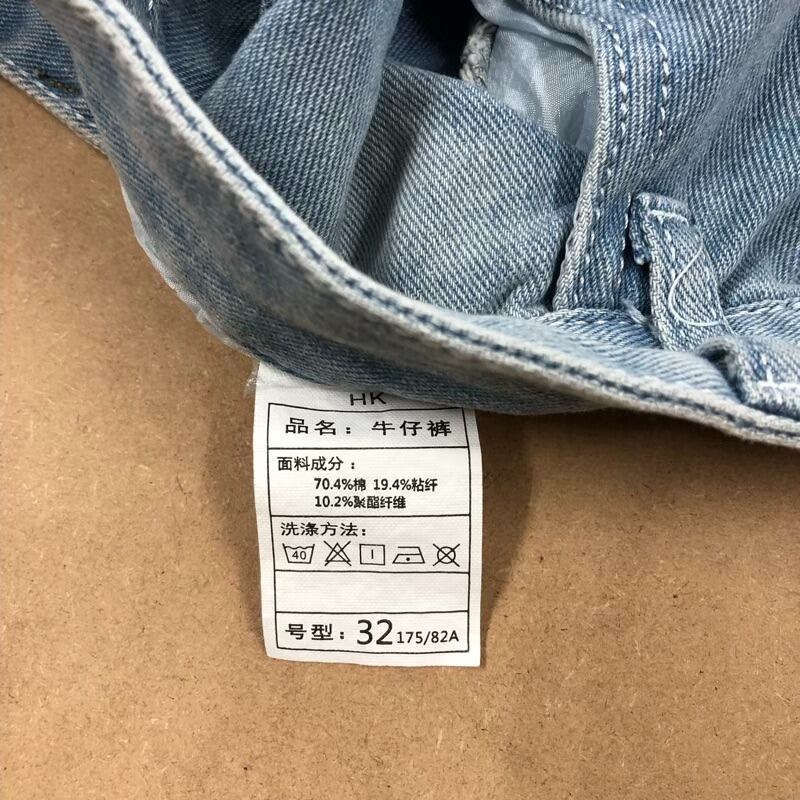 HK
品名：牛仔裤
面料成分：
70.4%棉 19.4%粘纤
10.2%聚酯纤维
洗涤方法：
40
号型：32 175/82A